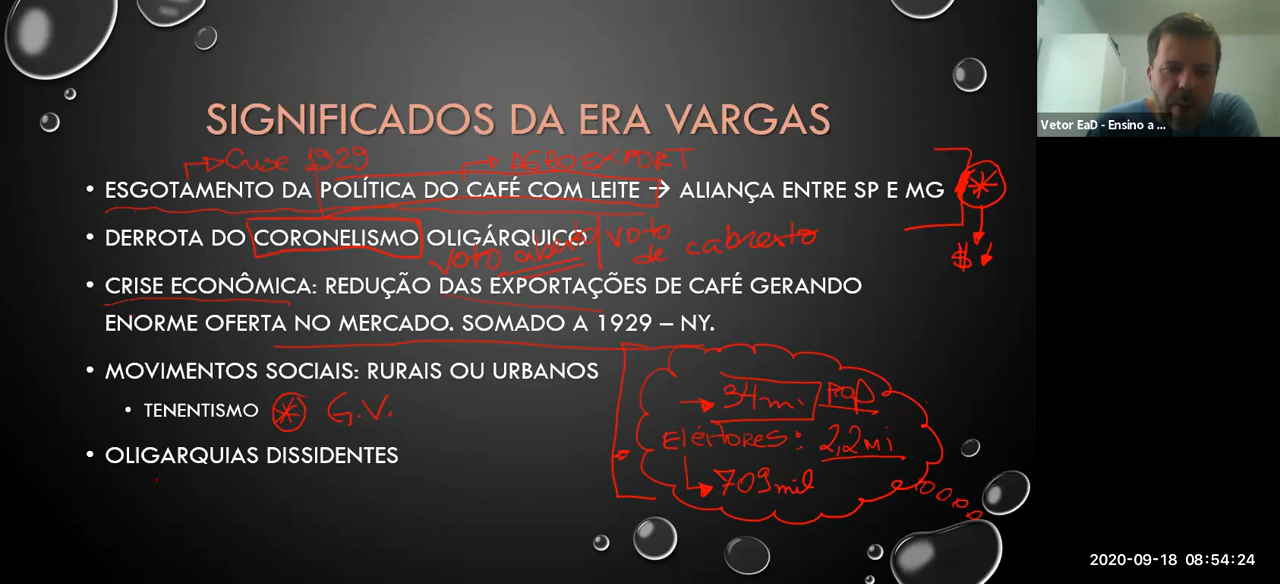 SIGNIFICADOS DA ERA VARGAS
Crise 1929
AGROEXPORT
• ESGOTAMENTO DA POLÍTICA DO CAFÉ COM LEITE → ALIANÇA ENTRE SP E MG
• DERROTA DO CORONELISMO OLIGÁRQUICO
voto aberto
voto
de cabresto
$
• CRISE ECONÔMICA: REDUÇÃO DAS EXPORTAÇÕES DE CAFÉ GERANDO
ENORME OFERTA NO MERCADO. SOMADO A 1929 – NY.
• MOVIMENTOS SOCIAIS: RURAIS OU URBANOS
• TENENTISMO
G.V.
• OLIGARQUIAS DISSIDENTES
→ 34mi POP
Eleitores: 2,2mi
→ 709mil
Vetor EaD - Ensino a ...
2020-09-18 08:54:24